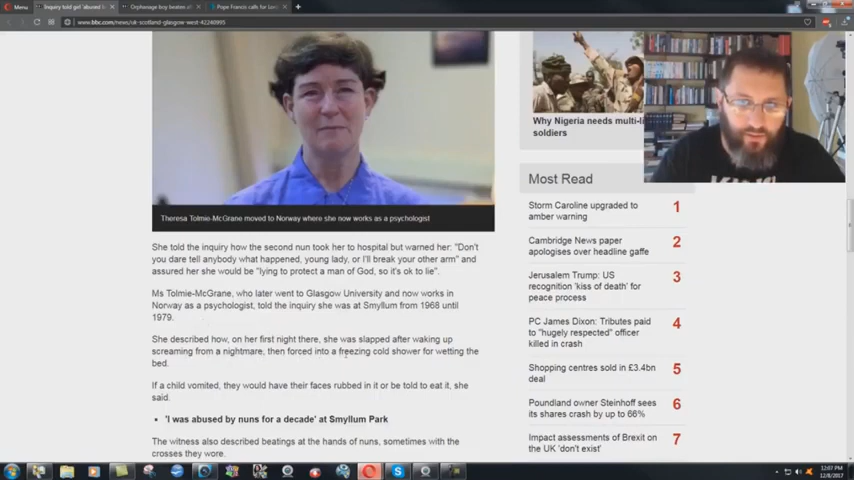 Menu
Inquiry told girl 'abused b
Orphanage boy beaten af
Pope Francis calls for
www.bbc.com/news/uk-scotland-glasgow-west-42240995
Theresa Tolmie-McGrane moved to Norway where she now works as a psychologist
She told the inquiry how the second nun took her to hospital but warned her: "Don't
you dare tell anybody what happened, young lady, or I'll break your other arm" and
assured her she would be "lying to protect a man of God, so it's ok to lie".
Ms Tolmie-McGrane, who later went to Glasgow University and now works in
Norway as a psychologist, told the inquiry she was at Smyllum from 1968 until
1979.
She described how, on her first night there, she was slapped after waking up
screaming from a nightmare, then forced into a freezing cold shower for wetting the
bed.
If a child vomited, they would have their faces rubbed in it or be told to eat it, she
said.
'I was abused by nuns for a decade' at Smyllum Park
The witness also described beatings at the hands of nuns, sometimes with the
crosses they wore.
Why Nigeria needs multi-li
soldiers
Most Read
Storm Caroline upgraded to
amber warning
1
Cambridge News paper
apologises over headline gaffe
2
Jerusalem Trump: US
recognition 'kiss of death' for
peace process
3
PC James Dixon: Tributes paid
to "hugely respected" officer
killed in crash
4
Shopping centres sold in £3.4bn
deal
5
Poundland owner Steinhoff sees
its shares crash by up to 66%
6
Impact assessments of Brexit on
the UK 'don't exist'
7
12:07 PM
12/6/2017